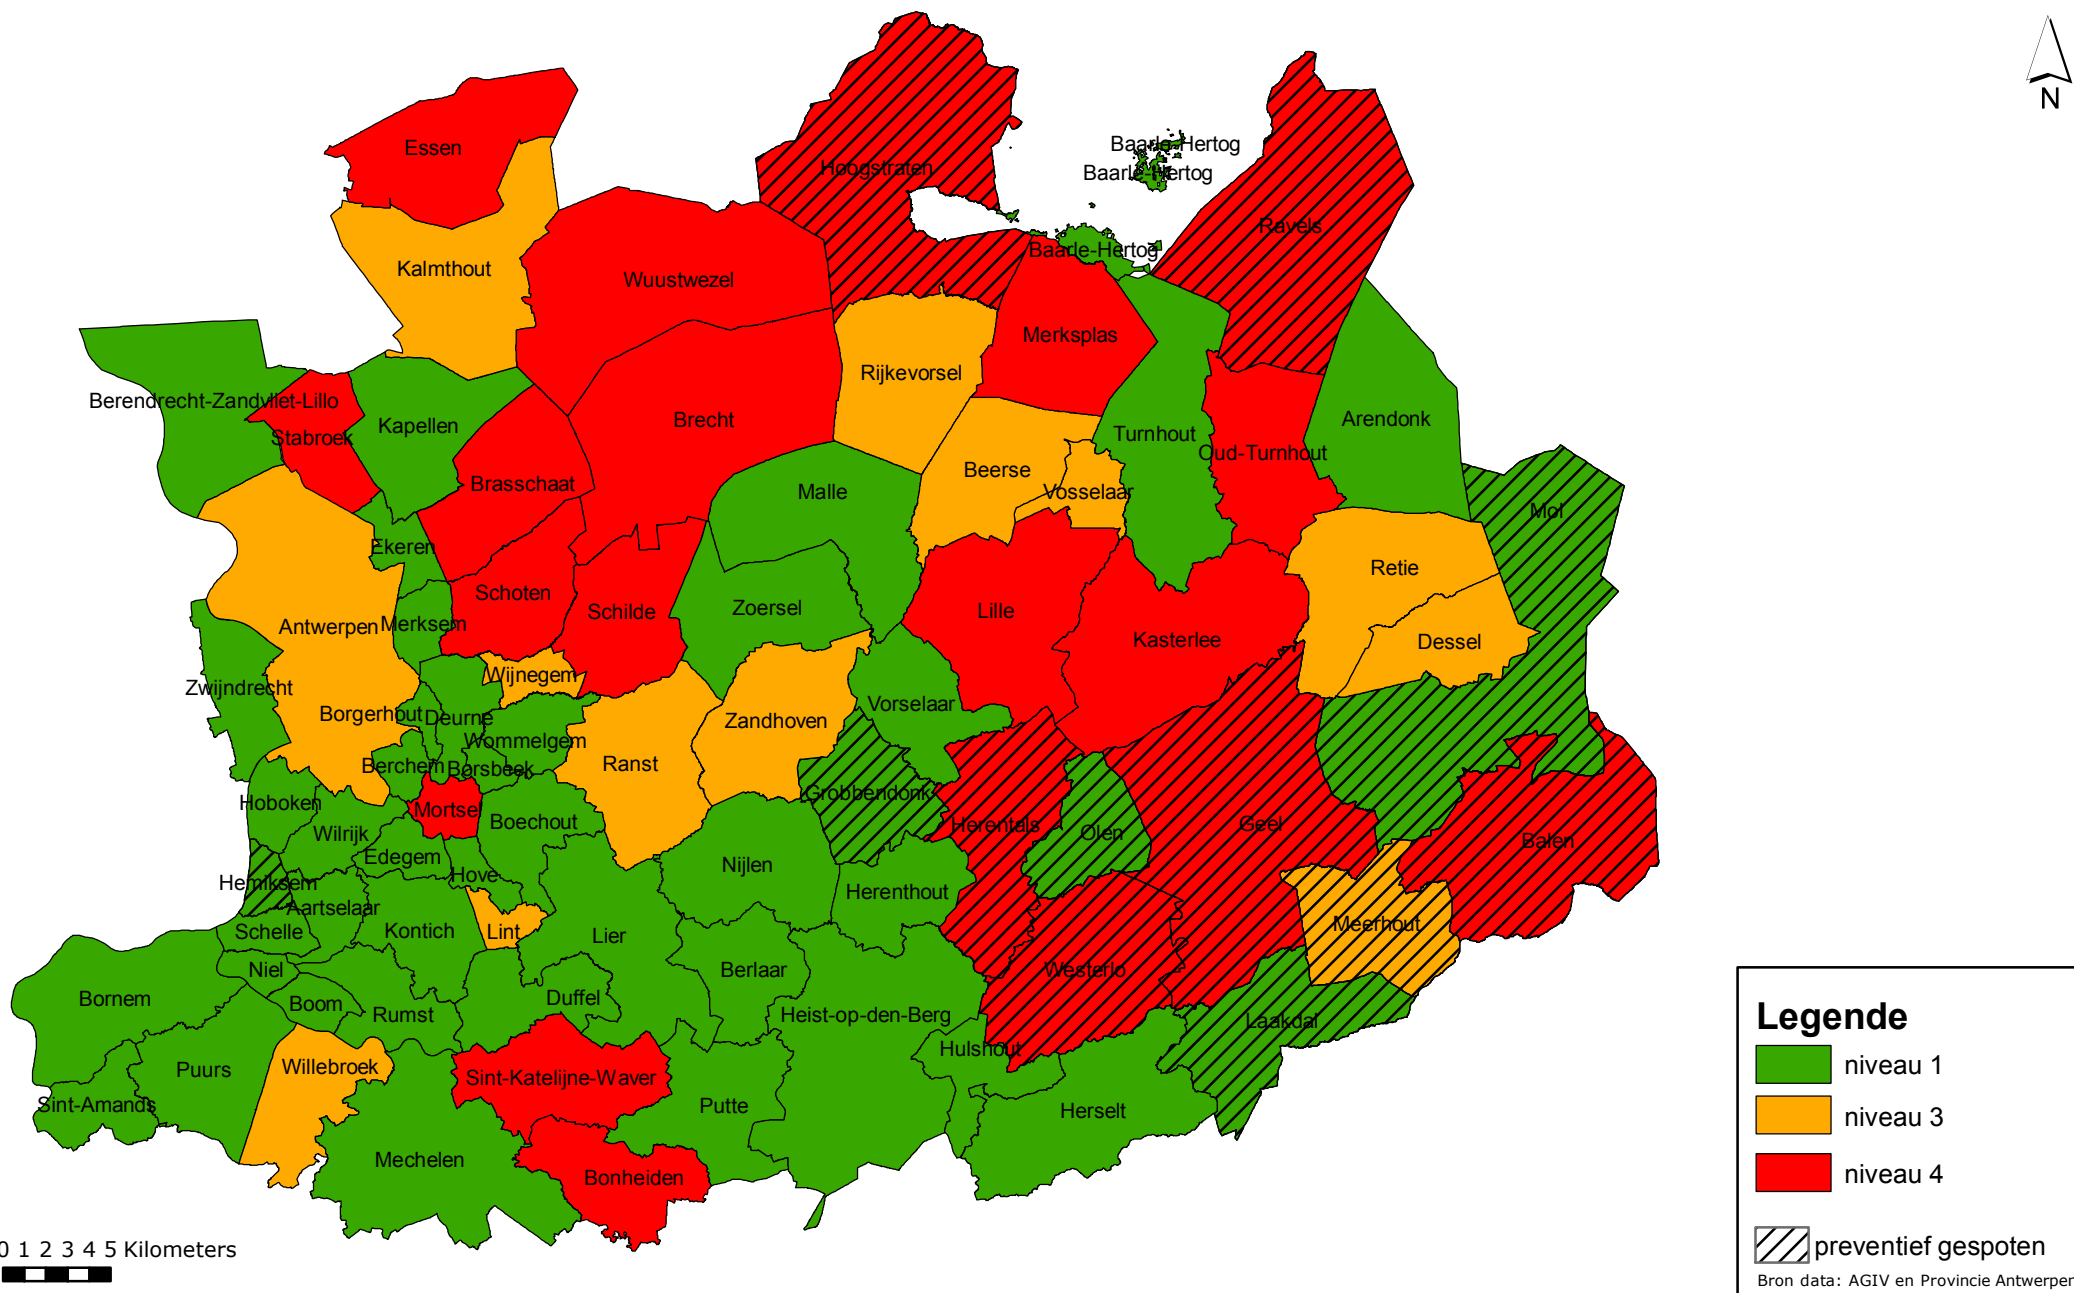 N
Essen
Baarle-Hertog
Hoogstraten
Baarle-Hertog
Ravels
Baarle-Hertog
Kalmthout
Wuustwezel
Merksplas
Rijkevorsel
Berendrecht-Zandvliet-Lillo
Kapellen
Brecht
Arendonk
Stabroek
Turnhout
Oud-Turnhout
Beerse
Brasschaat
Malle
Vosselaar
Mol
Ekeren
Retie
Schoten
Zoersel
Schilde
Lille
Antwerpen
Merksem
Kasterlee
Dessel
Wijnegem
Zwijndrecht
Vorselaar
Borgerhout
Deurne
Zandhoven
Wommelgem
Berchem
Borsbeek
Ranst
Grobbendonk
Hoboken
Mortsel
Boechout
Herentals
Olen
Geel
Wilrijk
Balen
Edegem
Nijlen
Hove
Hemiksem
Herenthout
Aartselaar
Meerhout
Schelle
Kontich
Lint
Lier
Niel
Berlaar
Westerlo
Bornem
Boom
Duffel
Rumst
Heist-op-den-Berg
Laakdal
Hulshout
Puurs
Willebroek
Sint-Katelijne-Waver
Sint-Amands
Putte
Herselt
Mechelen
Bonheiden
0 1 2 3 4 5 Kilometers
Legende
niveau 1
niveau 3
niveau 4
preventief gespoten
Bron data: AGIV en Provincie Antwerpen